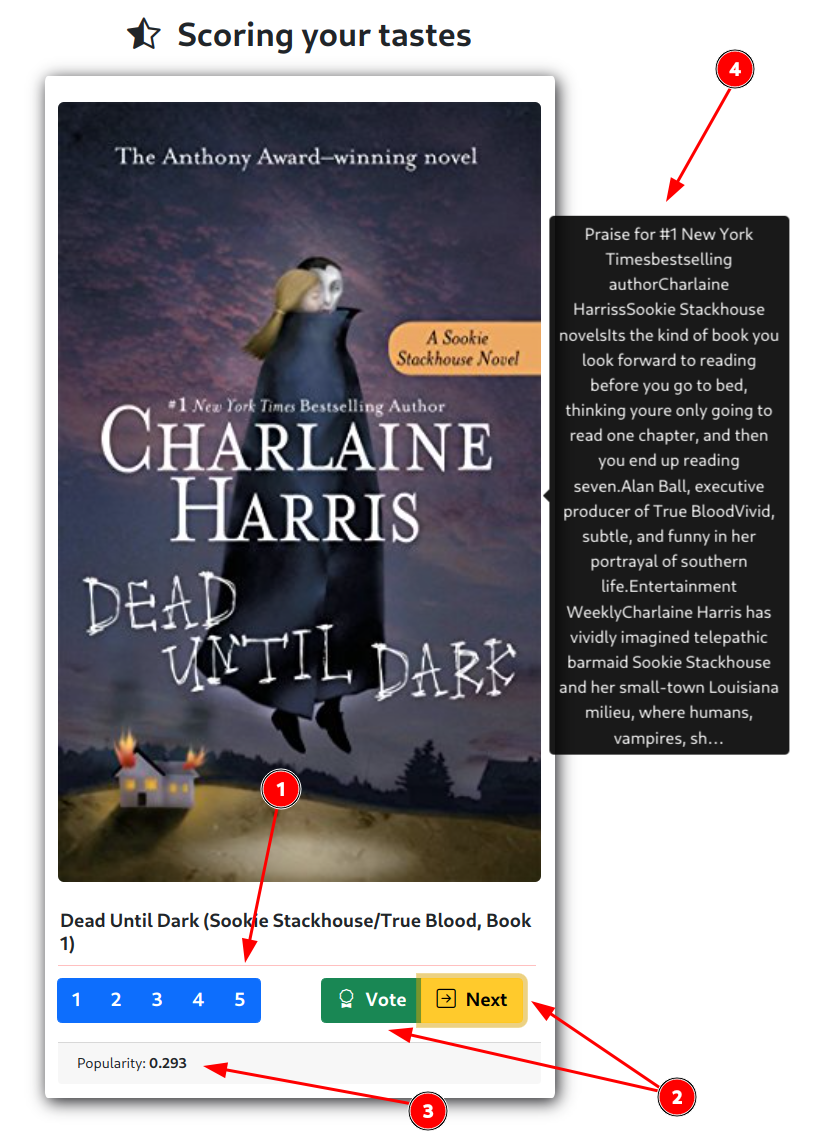 Scoring your tastes
4
The Anthony Award–winning novel
A Sookie
Stackhouse Novel
#1 New York Times Bestselling Author
CHARLAINE
HARRIS
DEAD
UNTIL DARK
Praise for #1 New York
Timesbestselling
authorCharlaine
HarrissSookie Stackhouse
novelsIts the kind of book you
look forward to reading
before you go to bed,
thinking youre only going to
read one chapter, and then
you end up reading
seven.Alan Ball, executive
producer of True BloodVivid,
subtle, and funny in her
portrayal of southern
life.Entertainment
WeeklyCharlaine Harris has
vividly imagined telepathic
barmaid Sookie Stackhouse
and her small-town Louisiana
milieu, where humans,
vampires, sh...
1
Dead Until Dark (Sookie Stackhouse/True Blood, Book
1)
1 2 3 4 5 Vote Next
Popularity: 0.293
2
3